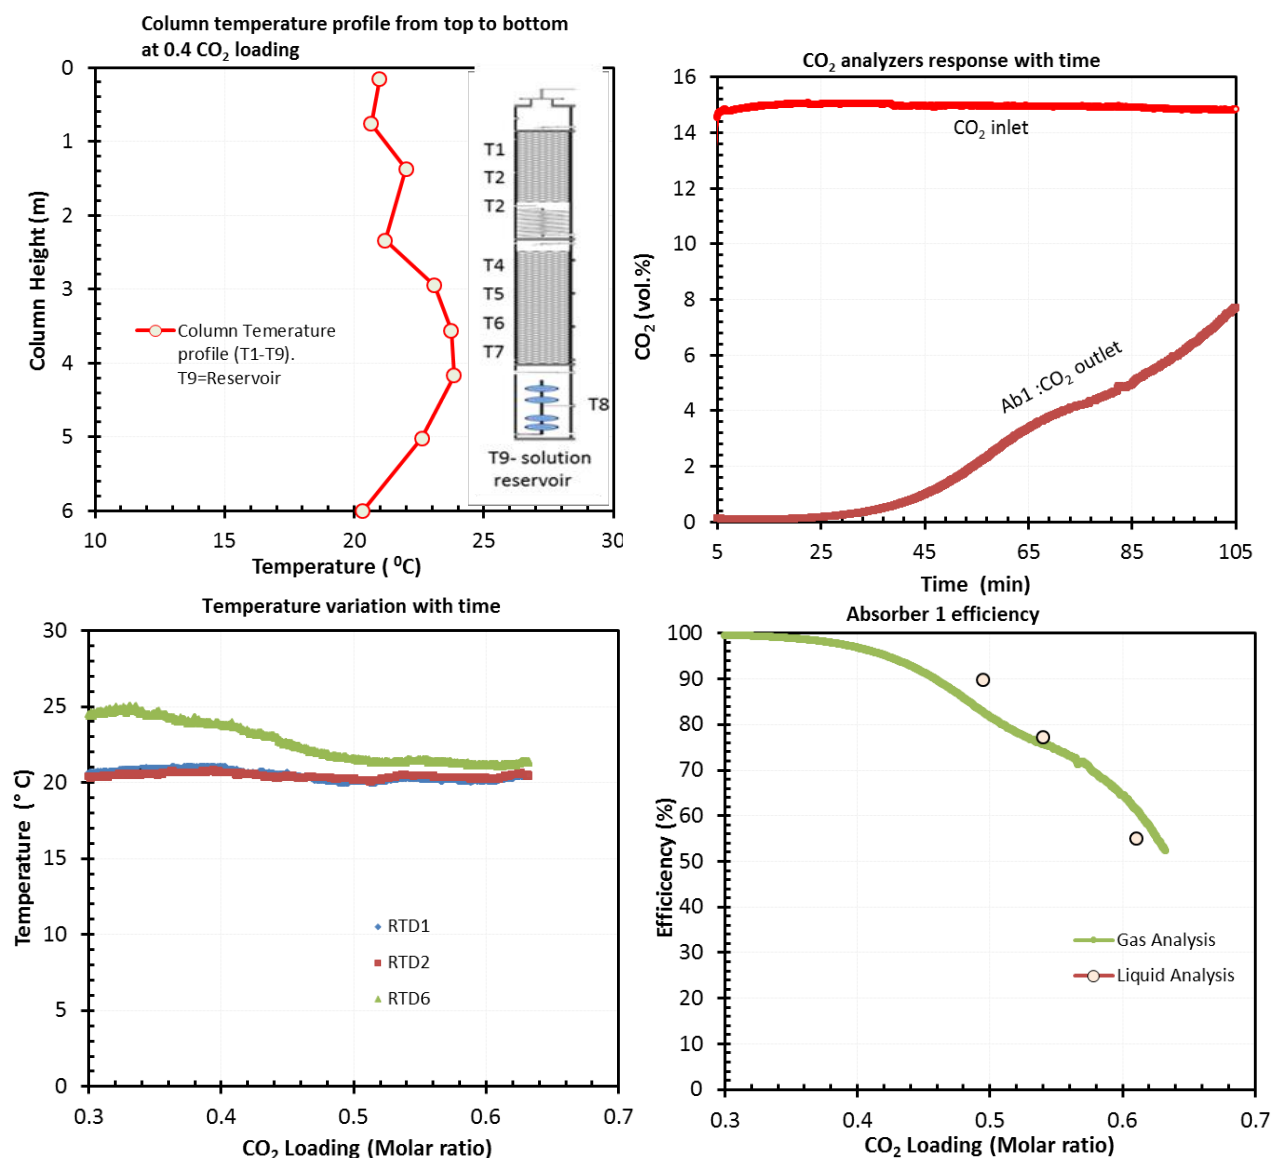 Column temperature profile from top to bottom
at 0.4 CO₂ loading
0
1
2
3
4
5
6
Column Height (m)
10
15
20
25
30
Temperature ( ⁰C)
Column Temerature
profile (T1-T9).
T9=Reservoir
T1
T2
T2
T4
T5
T6
T7
T8
T9- solution
reservoir
CO₂ analyzers response with time
16
14
12
10
8
6
4
2
0
CO₂ (vol.%)
CO₂ inlet
Ab1 :CO₂ outlet
5
25
45
65
85
105
Time (min)
Temperature variation with time
30
25
20
15
10
5
0
Temperature (° C)
RTD1
RTD2
RTD6
0.3
0.4
0.5
0.6
0.7
CO₂ Loading (Molar ratio)
Absorber 1 efficiency
100
90
80
70
60
50
40
30
20
10
0
Efficicency (%)
Gas Analysis
Liquid Analysis
0.3
0.4
0.5
0.6
0.7
CO₂ Loading (Molar ratio)